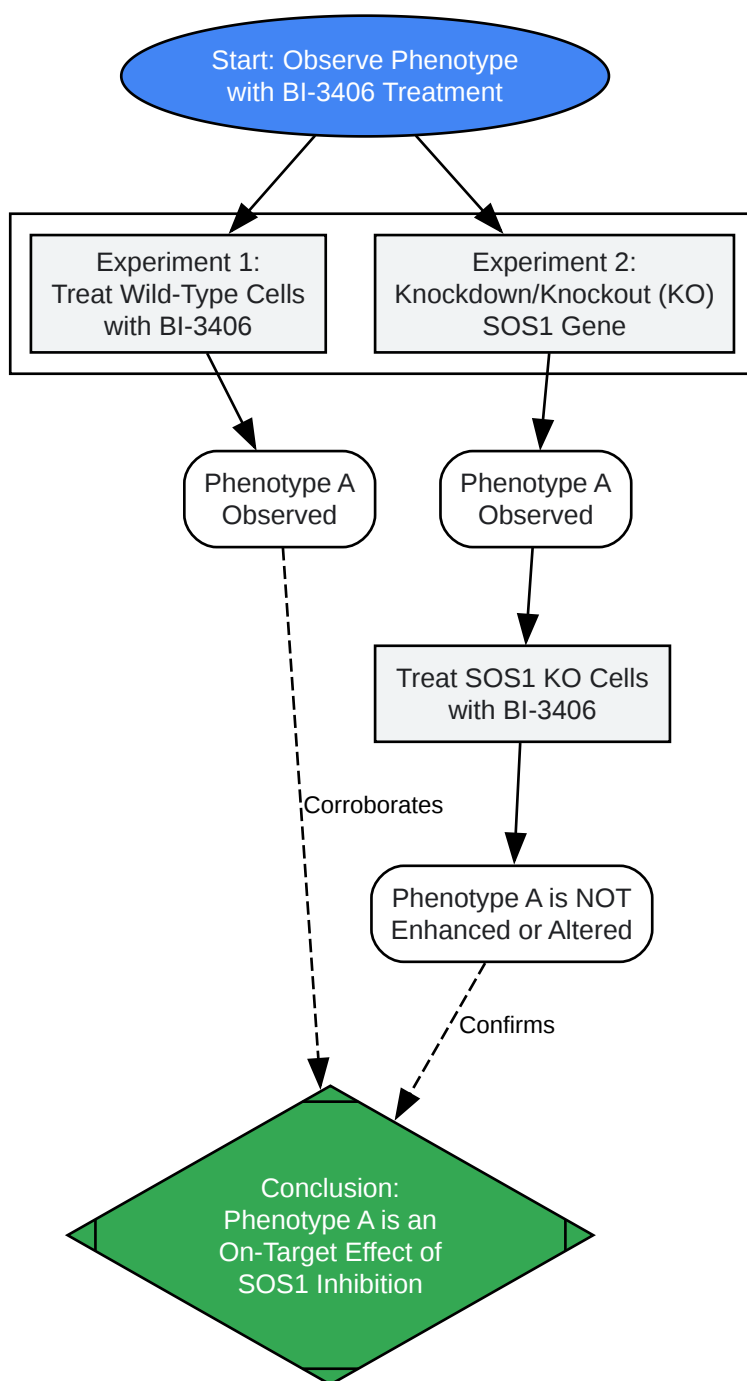 Start: Observe Phenotype
with BI-3406 Treatment
Experiment 1:
Treat Wild-Type Cells
with BI-3406
Experiment 2:
Knockdown/Knockout (KO)
SOS1 Gene
Phenotype A
Observed
Phenotype A
Observed
Treat SOS1 KO Cells
with BI-3406
Corroborates
Phenotype A is NOT
Enhanced or Altered
Confirms
Conclusion:
Phenotype A is an
On-Target Effect of
SOS1 Inhibition